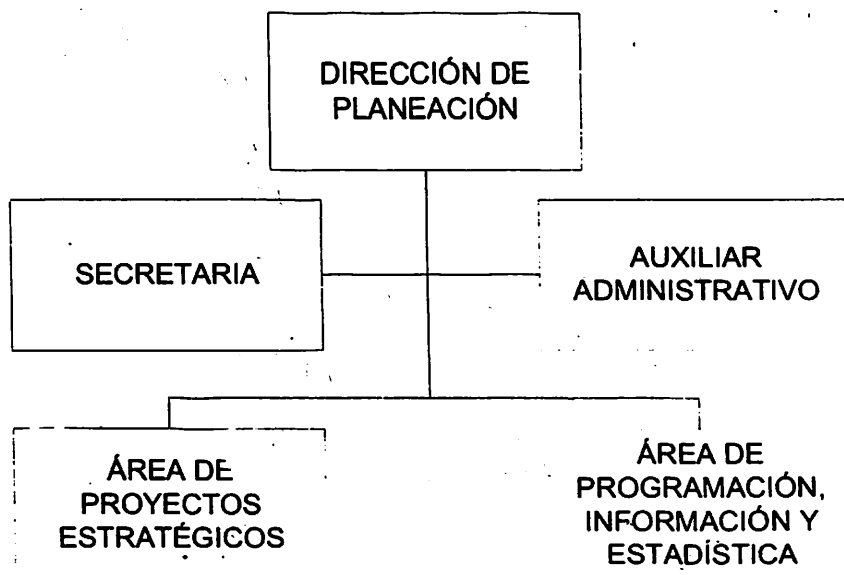 DIRECCIÓN DE
PLANEACIÓN
SECRETARIA
AUXILIAR
ADMINISTRATIVO
ÁREA DE
PROYECTOS
ESTRATÉGICOS
ÁREA DE
PROGRAMACIÓN,
INFORMACIÓN Y
ESTADÍSTICA